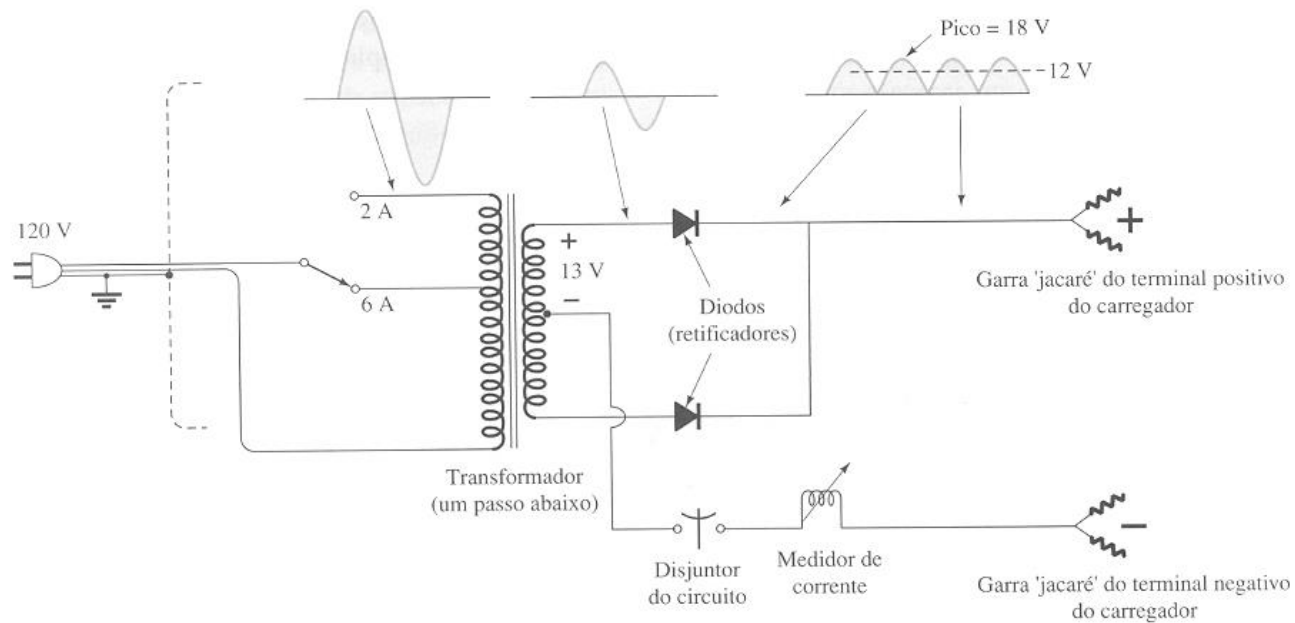 Pico = 18 V
12 V
2 A
120 V
+
13 V
−
6 A
+
Garra 'jacaré' do terminal positivo
do carregador
Diodos
(retificadores)
Transformador
(um passo abaixo)
−
Disjuntor
do circuito
Medidor de
corrente
Garra 'jacaré' do terminal negativo
do carregador